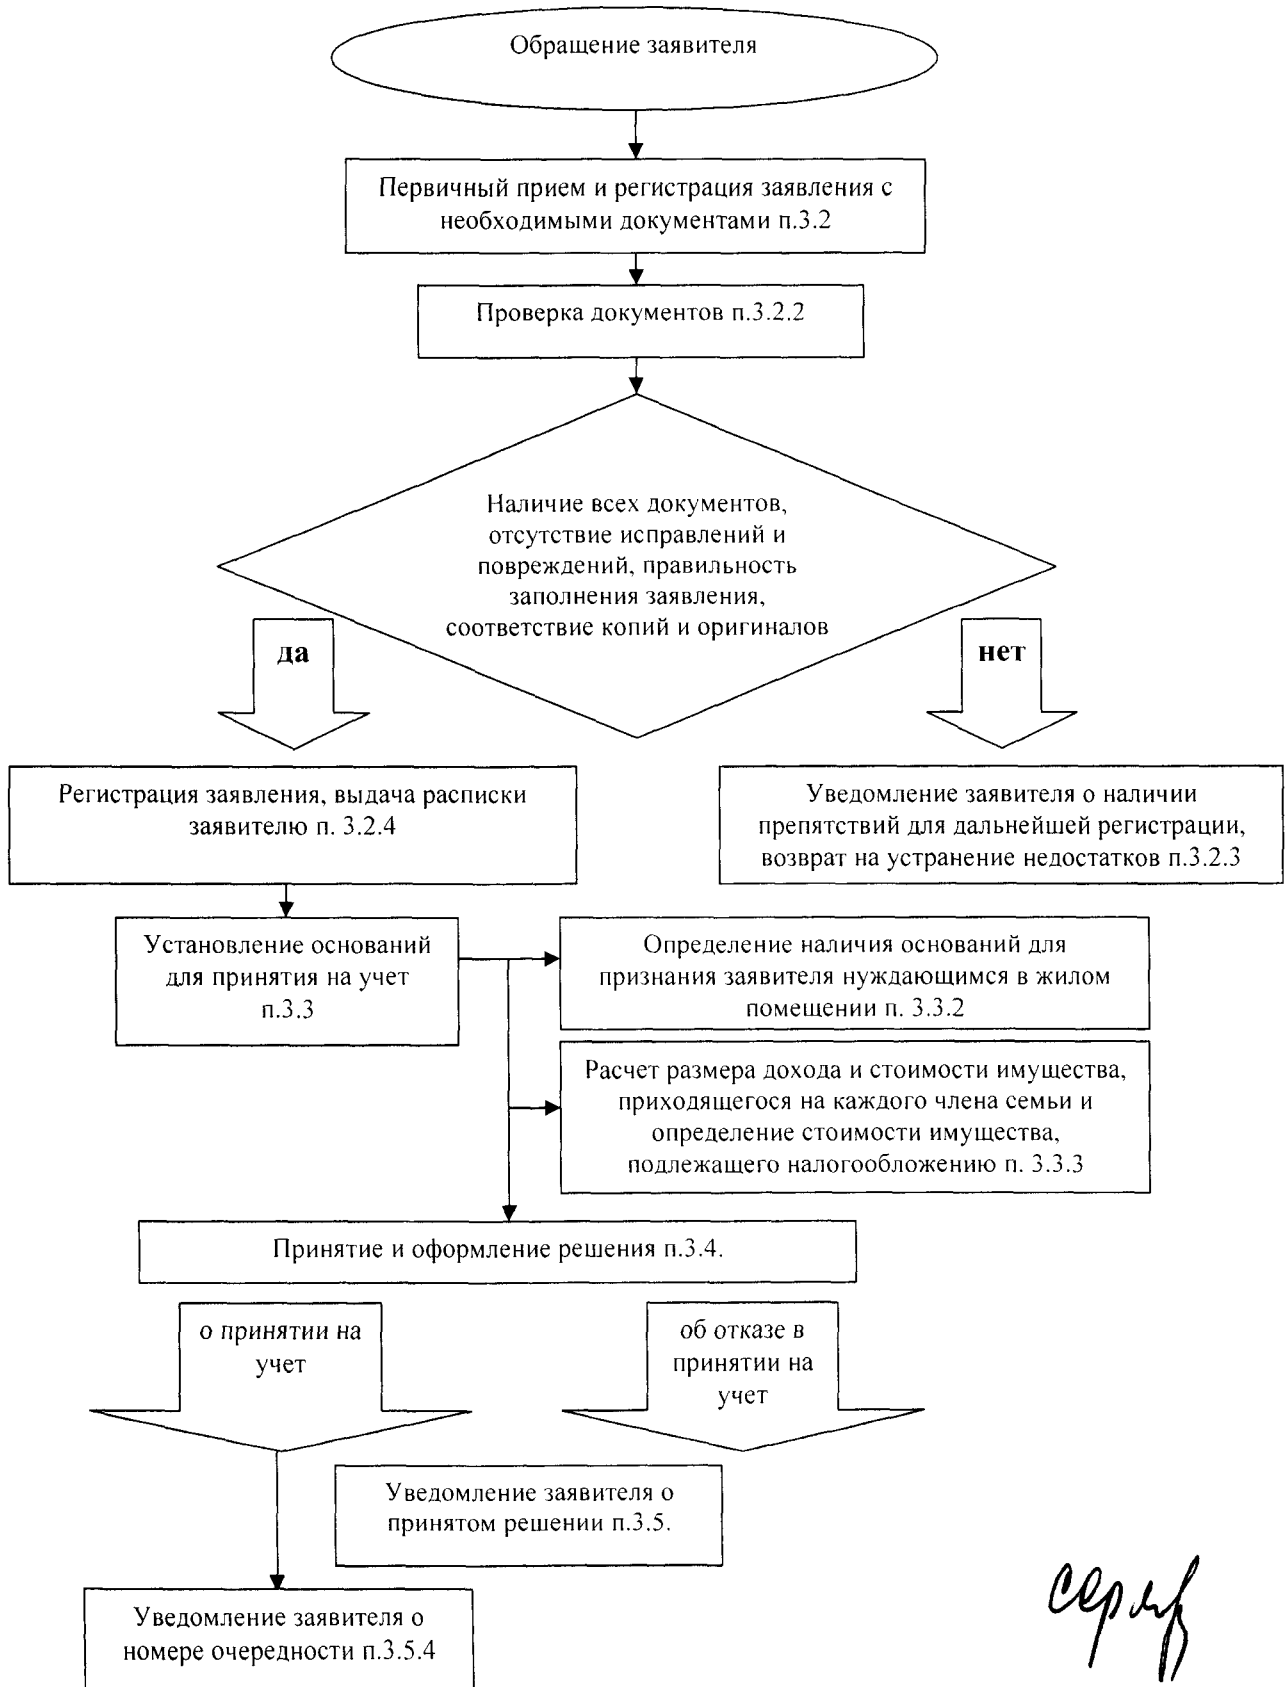 Обращение заявителя
Первичный прием и регистрация заявления с
необходимыми документами п.3.2
Проверка документов п.3.2.2
Наличие всех документов,
отсутствие исправлений и
повреждений, правильность
заполнения заявления,
соответствие копий и оригиналов
да
нет
Регистрация заявления, выдача расписки
заявителю п. 3.2.4
Уведомление заявителя о наличии
препятствий для дальнейшей регистрации,
возврат на устранение недостатков п.3.2.3
Установление оснований
для принятия на учет
п.3.3
Определение наличия оснований для
признания заявителя нуждающимся в жилом
помещении п. 3.3.2
Расчет размера дохода и стоимости имущества,
приходящегося на каждого члена семьи и
определение стоимости имущества,
подлежащего налогообложению п. 3.3.3
Принятие и оформление решения п.3.4.
о принятии на
учет
об отказе в
принятии на
учет
Уведомление заявителя о
принятом решении п.3.5.
Уведомление заявителя о
номере очередности п.3.5.4